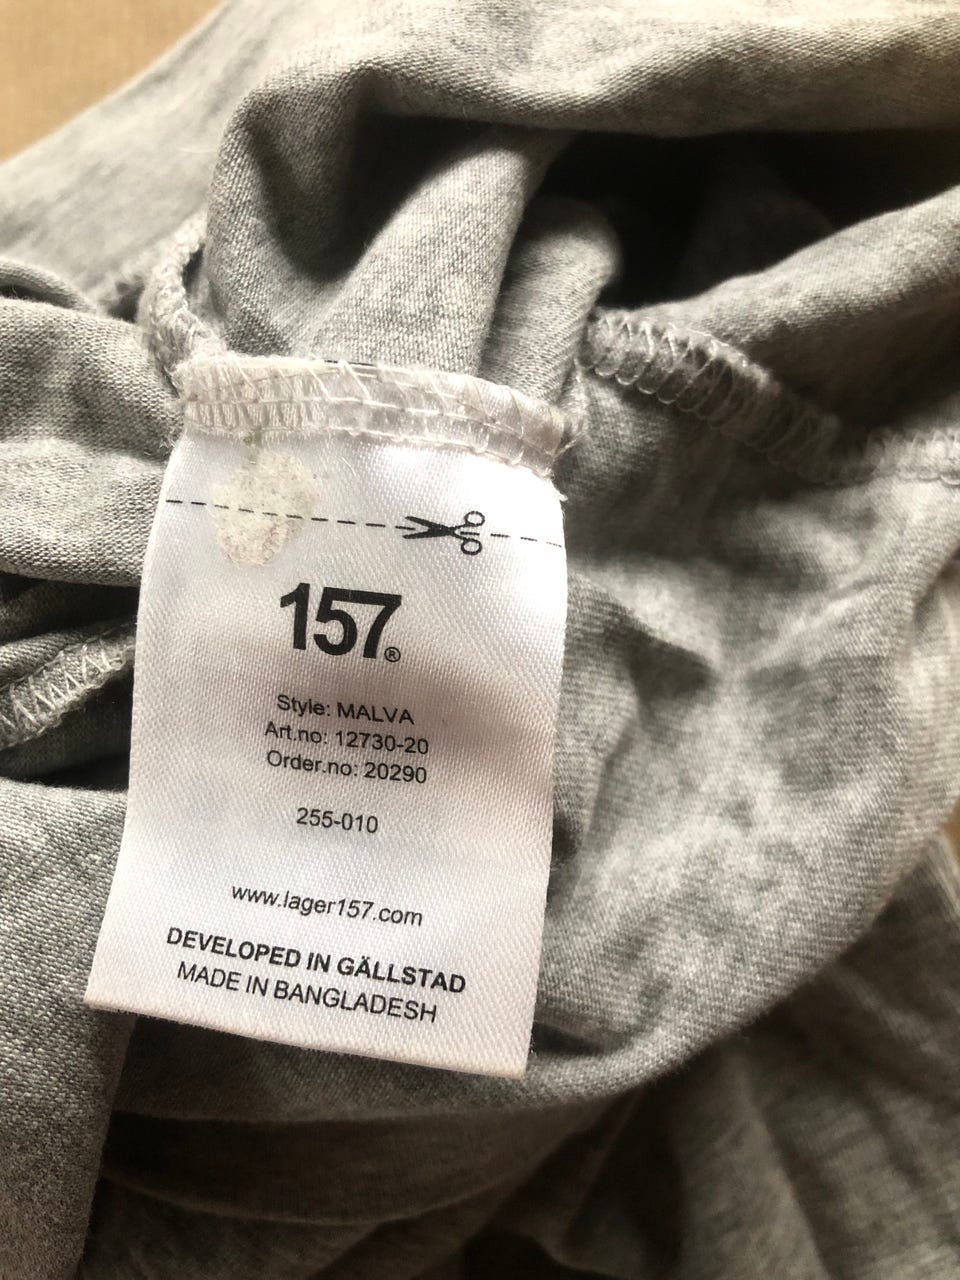 157®
Style: MALVA
Art.no: 12730-20
Order.no: 20290
255-010
www.lager157.com
DEVELOPED IN GÄLLSTAD
MADE IN BANGLADESH